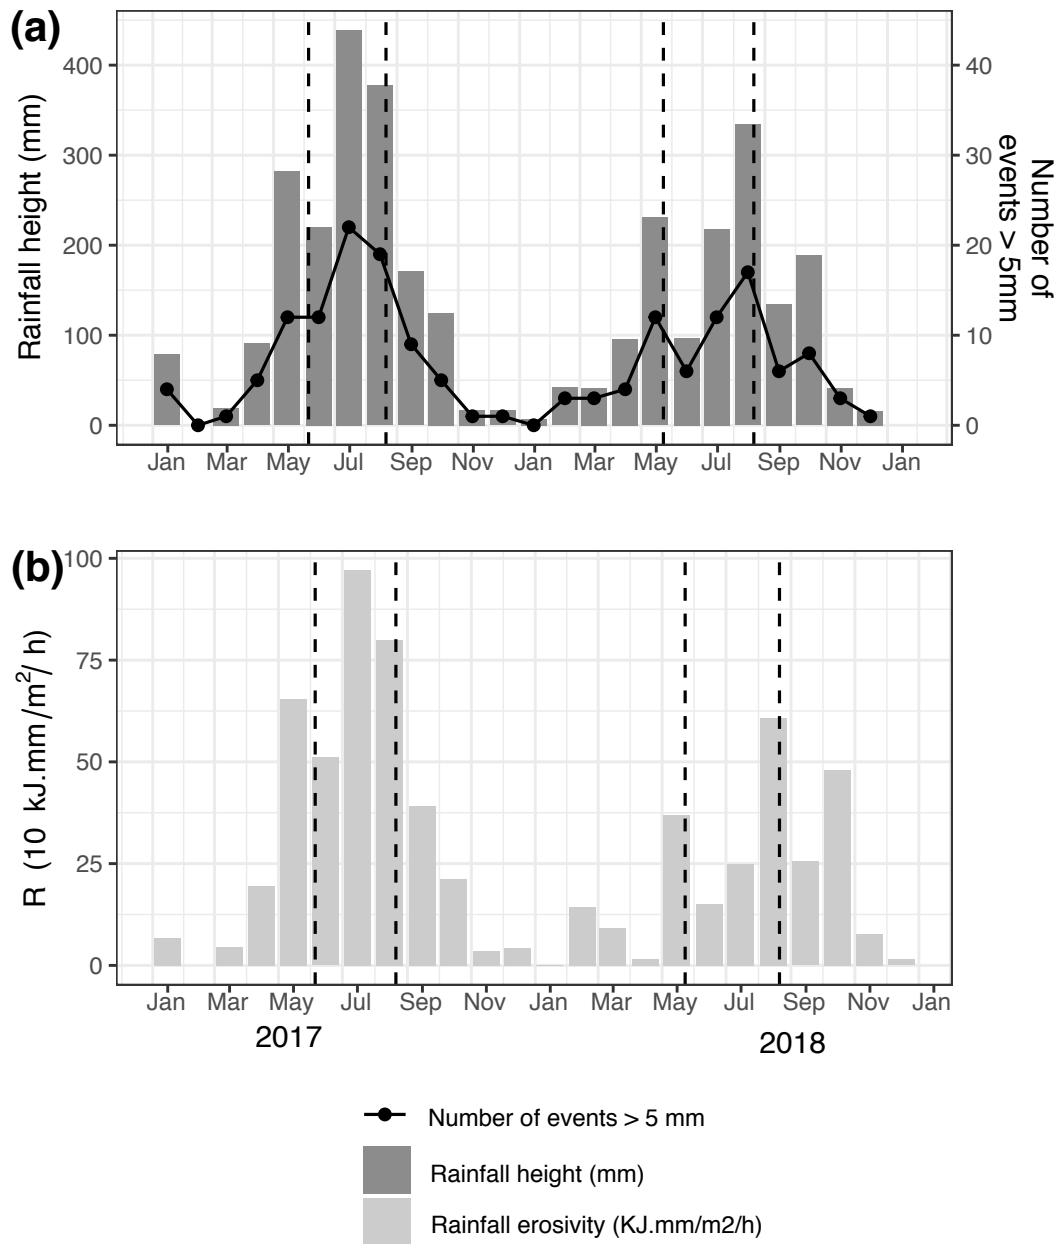 (a)
Rainfall height (mm)
400
300
200
100
0
40
30
20
10
0
Number of
events > 5mm
Jan Mar May Jul Sep Nov Jan Mar May Jul Sep Nov Jan
(b)
R (10 kJ.mm/m²/ h)
100
75
50
25
0
Jan Mar May Jul Sep Nov Jan Mar May Jul Sep Nov Jan
2017 2018
Number of events > 5 mm
Rainfall height (mm)
Rainfall erosivity (KJ.mm/m2/h)